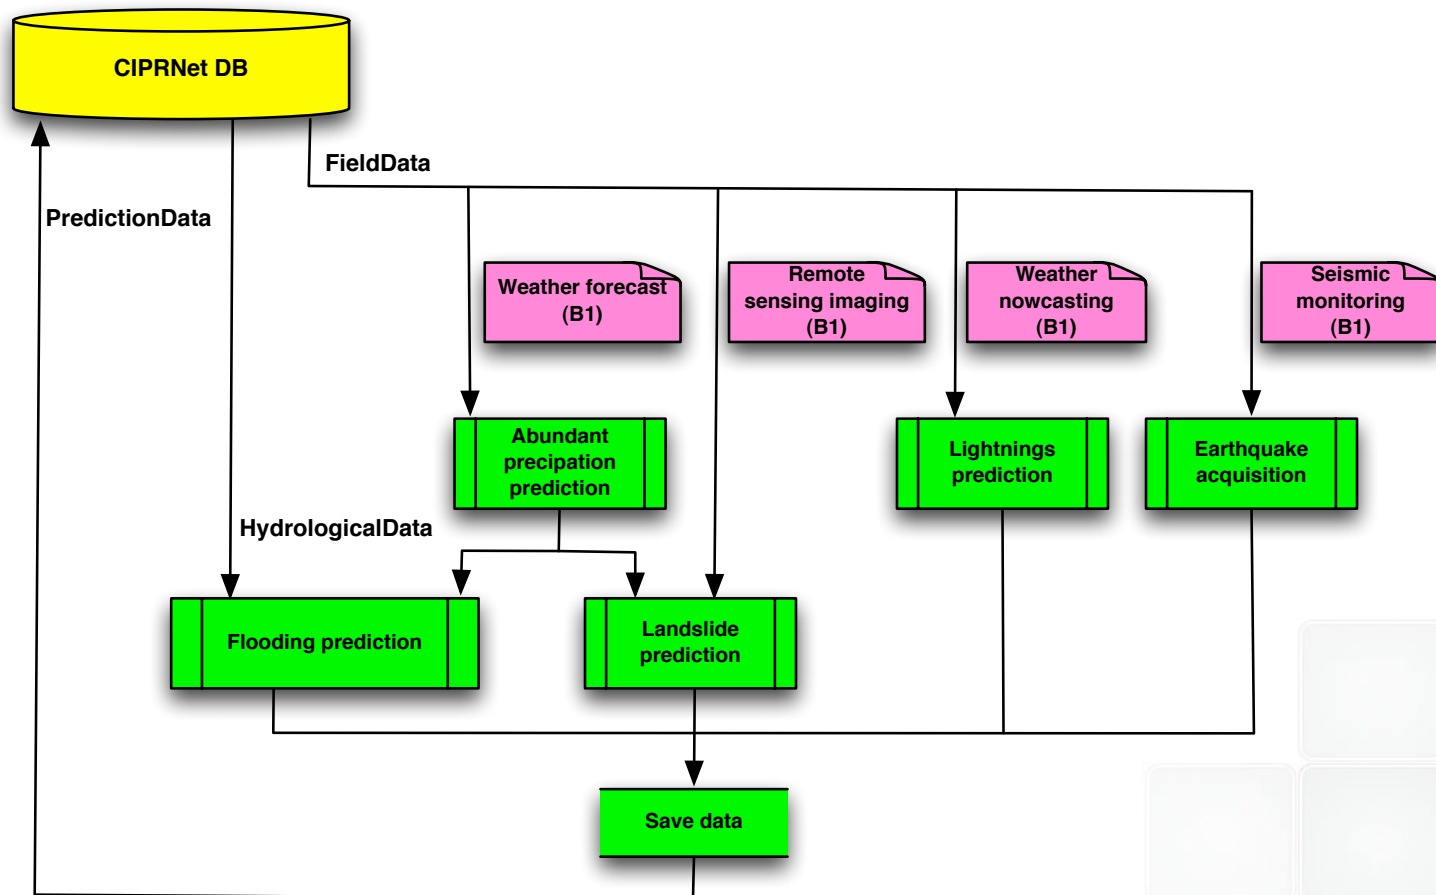 CIPRNet DB
FieldData
PredictionData
Weather forecast
(B1)
Remote
sensing imaging
(B1)
Weather
nowcasting
(B1)
Seismic
monitoring
(B1)
Abundant
precipation
prediction
Lightnings
prediction
Earthquake
acquisition
HydrologicalData
Flooding prediction
Landslide
prediction
Save data